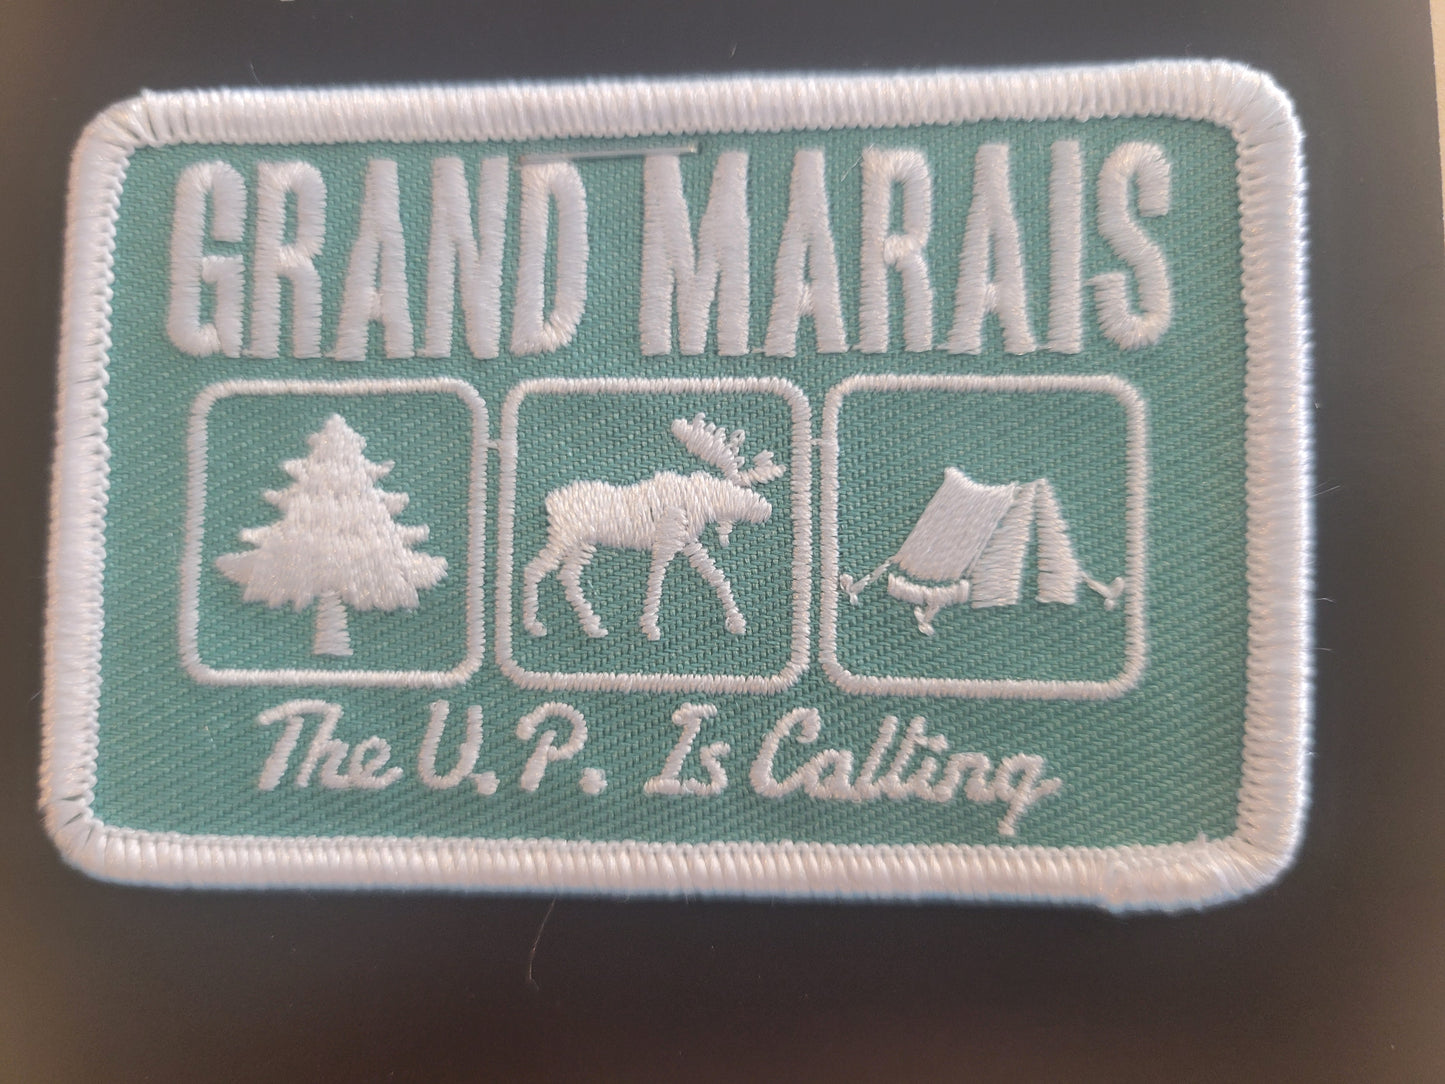 GRAND MARAIS
The U.P. Is Calling